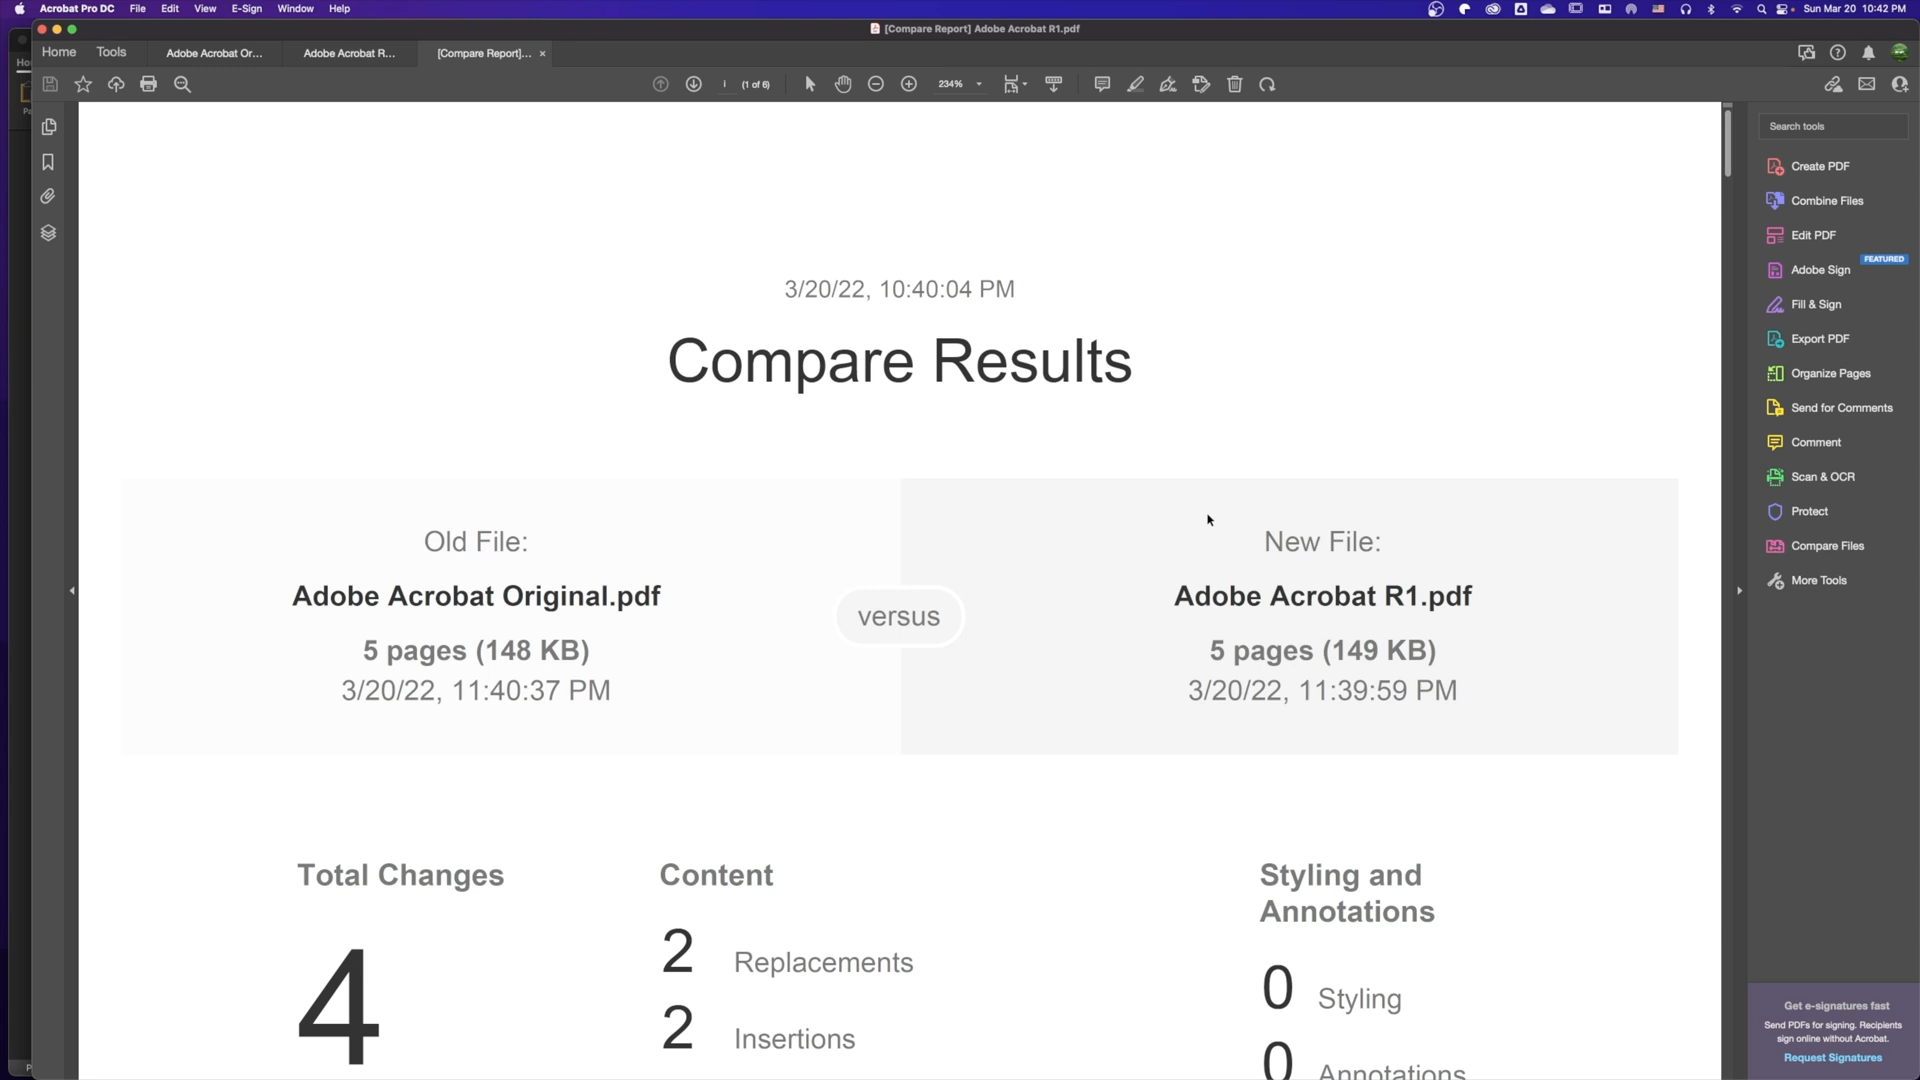 Acrobat Pro DC File Edit View E-Sign Window Help
Sun Mar 20 10:42 PM
[Compare Report] Adobe Acrobat R1.pdf
Home Tools Adobe Acrobat Or... Adobe Acrobat R... [Compare Report]... ×
i (1 of 6) 234%
Search tools
Create PDF
Combine Files
Edit PDF
FEATURED
Adobe Sign
Fill & Sign
Export PDF
Organize Pages
Send for Comments
Comment
Scan & OCR
Protect
Compare Files
More Tools
3/20/22, 10:40:04 PM
Compare Results
Old File:
Adobe Acrobat Original.pdf
5 pages (148 KB)
3/20/22, 11:40:37 PM
versus
New File:
Adobe Acrobat R1.pdf
5 pages (149 KB)
3/20/22, 11:39:59 PM
Total Changes
4
Content
2 Replacements
2 Insertions
Styling and
Annotations
0 Styling
0 Annotations
Get e-signatures fast
Send PDFs for signing. Recipients
sign online without Acrobat.
Request Signatures